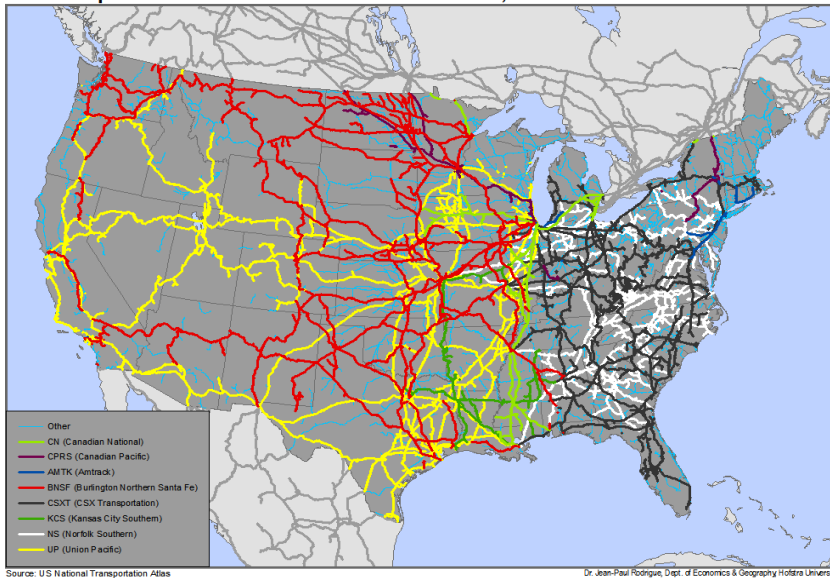 Other
CN (Canadian National)
CPRS (Canadian Pacific)
AMTK (Amtrack)
BNSF (Burlington Northern Santa Fe)
CSXT (CSX Transportation)
KCS (Kansas City Southern)
NS (Norfolk Southern)
UP (Union Pacific)
Source: US National Transportation Atlas
Dr. Jean-Paul Rodrigue, Dept. of Economics & Geography, Hofstra Univers